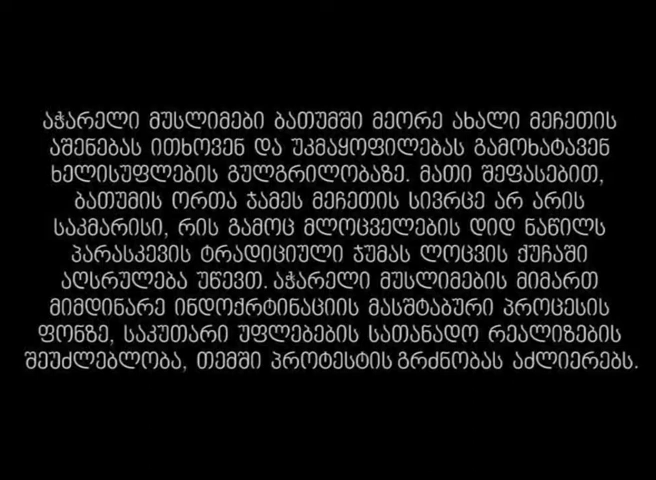 აჭარელი მუსლიმები ბათუმში მეორე ახალი მეჩეთის
აშენებას ითხოვენ და უკმაყოფილებას გამოხატავენ
ხელისუფლების გულგრილობაზე. მათი შეფასებით,
ბათუმის ორთა ჯამეს მეჩეთის სივრცე არ არის
საკმარისი, რის გამოც მლოცველების დიდ ნაწილს
პარასკევის ტრადიციული ჯუმას ლოცვის ქუჩაში
აღსრულება უწევთ. აჭარელი მუსლიმების მიმართ
მიმდინარე ინდოქრტინაციის მასშტაბური პროცესის
ფონზე, საკუთარი უფლებების სათანადო რეალიზების
შეუძლებლობა, თემში პროტესტის გრძნობას აძლიერებს.